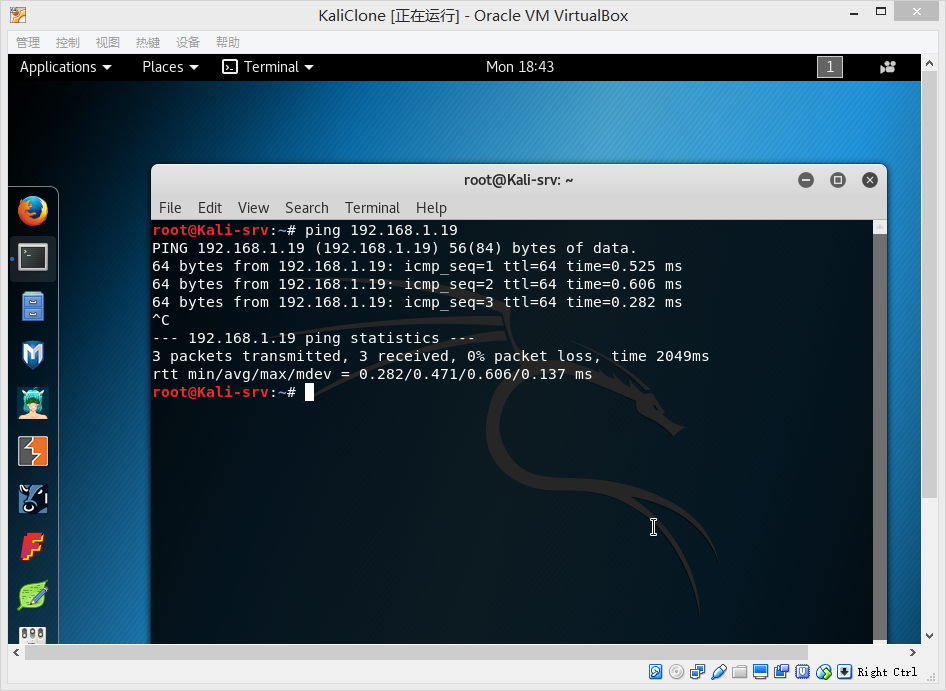 KaliClone [正在运行] - Oracle VM VirtualBox
管理 控制 视图 热键 设备 帮助
Applications Places Terminal Mon 18:43 1
root@Kali-srv: ~
File Edit View Search Terminal Help
root@Kali-srv:~# ping 192.168.1.19
PING 192.168.1.19 (192.168.1.19) 56(84) bytes of data.
64 bytes from 192.168.1.19: icmp_seq=1 ttl=64 time=0.525 ms
64 bytes from 192.168.1.19: icmp_seq=2 ttl=64 time=0.606 ms
64 bytes from 192.168.1.19: icmp_seq=3 ttl=64 time=0.282 ms
^C
--- 192.168.1.19 ping statistics ---
3 packets transmitted, 3 received, 0% packet loss, time 2049ms
rtt min/avg/max/mdev = 0.282/0.471/0.606/0.137 ms
root@Kali-srv:~#
Right Ctrl